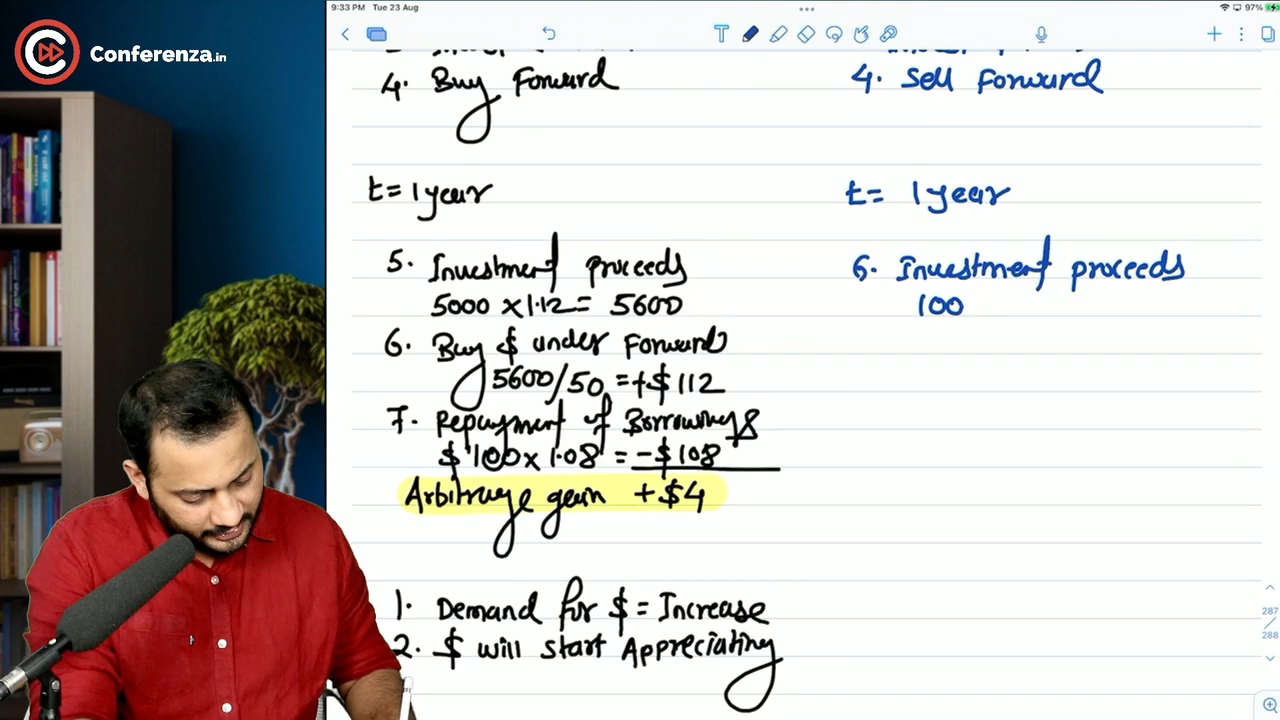 9:33 PM Tue 23 Aug
97%
Conferenza.in
4. Buy Forward
t= 1 year
5. Investment proceeds
5000 x 1.12 = 5600
6. Buy $ under Forward
5600/50 = +$112
7. Repayment of Borrowings
$ 100 x 1.08 = -$108
Arbitrage gain +$4
1. Demand for $ = Increase
2. $ will start Appreciating
4. Sell Forward
t= 1 year
6. Investment proceeds
100
287
288